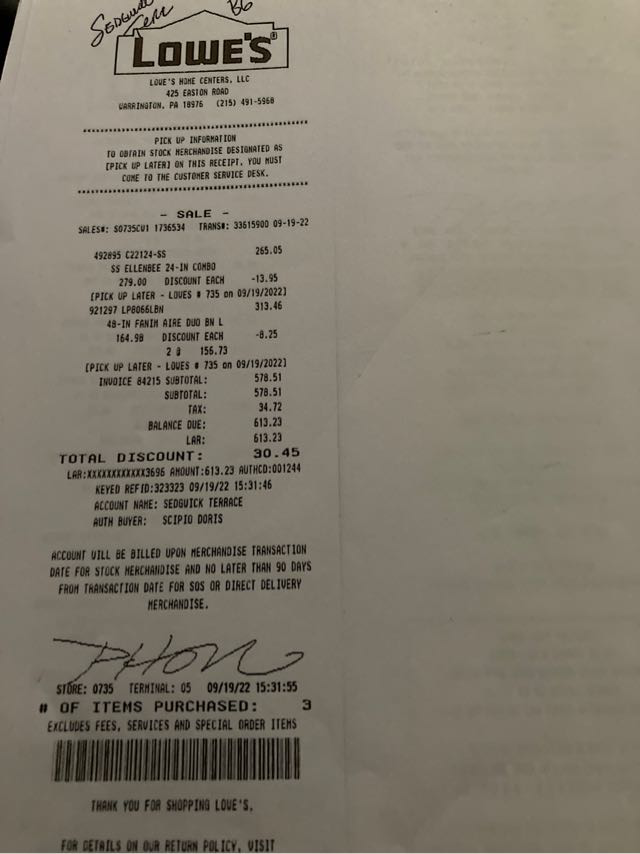 SEDGWICK
TERR
B6
LOWE'S®
LOWE'S HOME CENTERS, LLC
425 EASTON ROAD
WARRINGTON, PA 18976 (215) 491-5968
PICK UP INFORMATION
TO OBTAIN STOCK MERCHANDISE DESIGNATED AS
[PICK UP LATER] ON THIS RECEIPT, YOU MUST
COME TO THE CUSTOMER SERVICE DESK.
- SALE -
SALES#: S0735CU1 1736534 TRANS#: 33615900 09-19-22
492895 C22124-SS 265.05
SS ELLENBEE 24-IN COMBO
279.00 DISCOUNT EACH -13.95
[PICK UP LATER - LOWES # 735 on 09/19/2022]
921297 LP8066LBN 313.46
48-IN FANIM AIRE DUO BN L
164.98 DISCOUNT EACH -8.25
2 @ 156.73
[PICK UP LATER - LOWES # 735 on 09/19/2022]
INVOICE 84215 SUBTOTAL: 578.51
SUBTOTAL: 578.51
TAX: 34.72
BALANCE DUE: 613.23
LAR: 613.23
TOTAL DISCOUNT: 30.45
LAR:XXXXXXXXXXXX3696 AMOUNT:613.23 AUTHCD:001244
KEYED REFID:323323 09/19/22 15:31:46
ACCOUNT NAME: SEDGWICK TERRACE
AUTH BUYER: SCIPIO DORIS
ACCOUNT WILL BE BILLED UPON MERCHANDISE TRANSACTION
DATE FOR STOCK MERCHANDISE AND NO LATER THAN 90 DAYS
FROM TRANSACTION DATE FOR SOS OR DIRECT DELIVERY
MERCHANDISE.
STORE: 0735 TERMINAL: 05 09/19/22 15:31:55
# OF ITEMS PURCHASED: 3
EXCLUDES FEES, SERVICES AND SPECIAL ORDER ITEMS
THANK YOU FOR SHOPPING LOWE'S.
FOR DETAILS ON OUR RETURN POLICY, VISIT